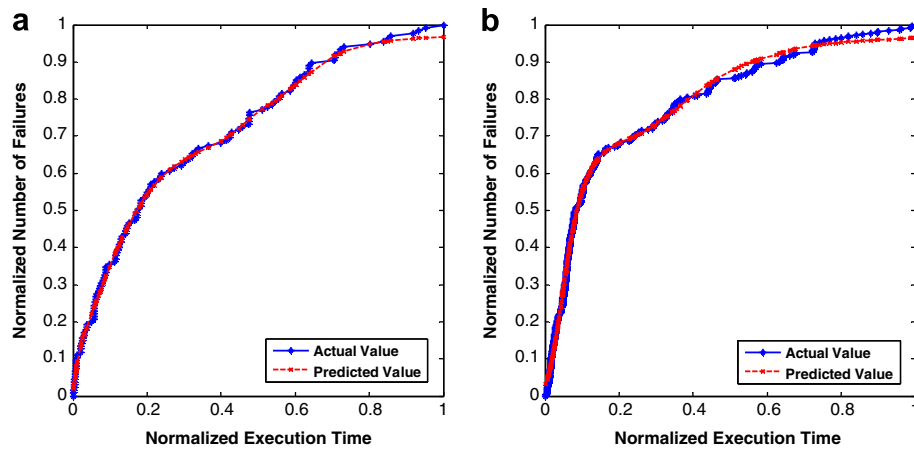 a
Normalized Number of Failures
1
0.9
0.8
0.7
0.6
0.5
0.4
0.3
0.2
0.1
0
0 0.2 0.4 0.6 0.8 1
Actual Value
Predicted Value
Normalized Execution Time
b
Normalized Number of Failures
1
0.9
0.8
0.7
0.6
0.5
0.4
0.3
0.2
0.1
0
0 0.2 0.4 0.6 0.8
Actual Value
Predicted Value
Normalized Execution Time